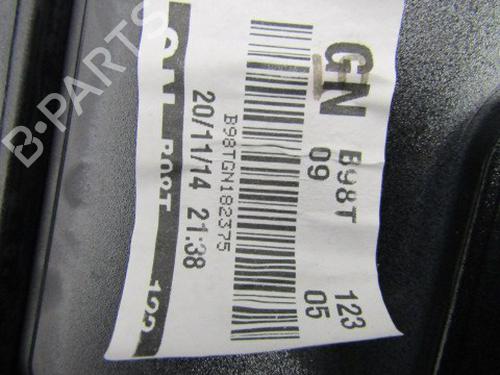 B-PARTS
GN B98T 123
09 05
B98TGN182375
20/11/14 21:38